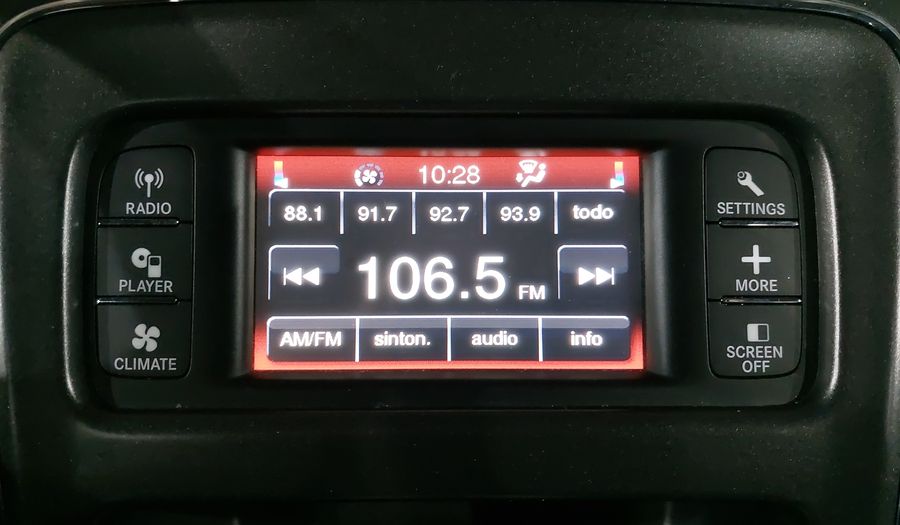 10:28
RADIO
88.1 91.7 92.7 93.9 todo
SETTINGS
PLAYER
106.5 FM
MORE
AM/FM sinton. audio info
CLIMATE
SCREEN
OFF